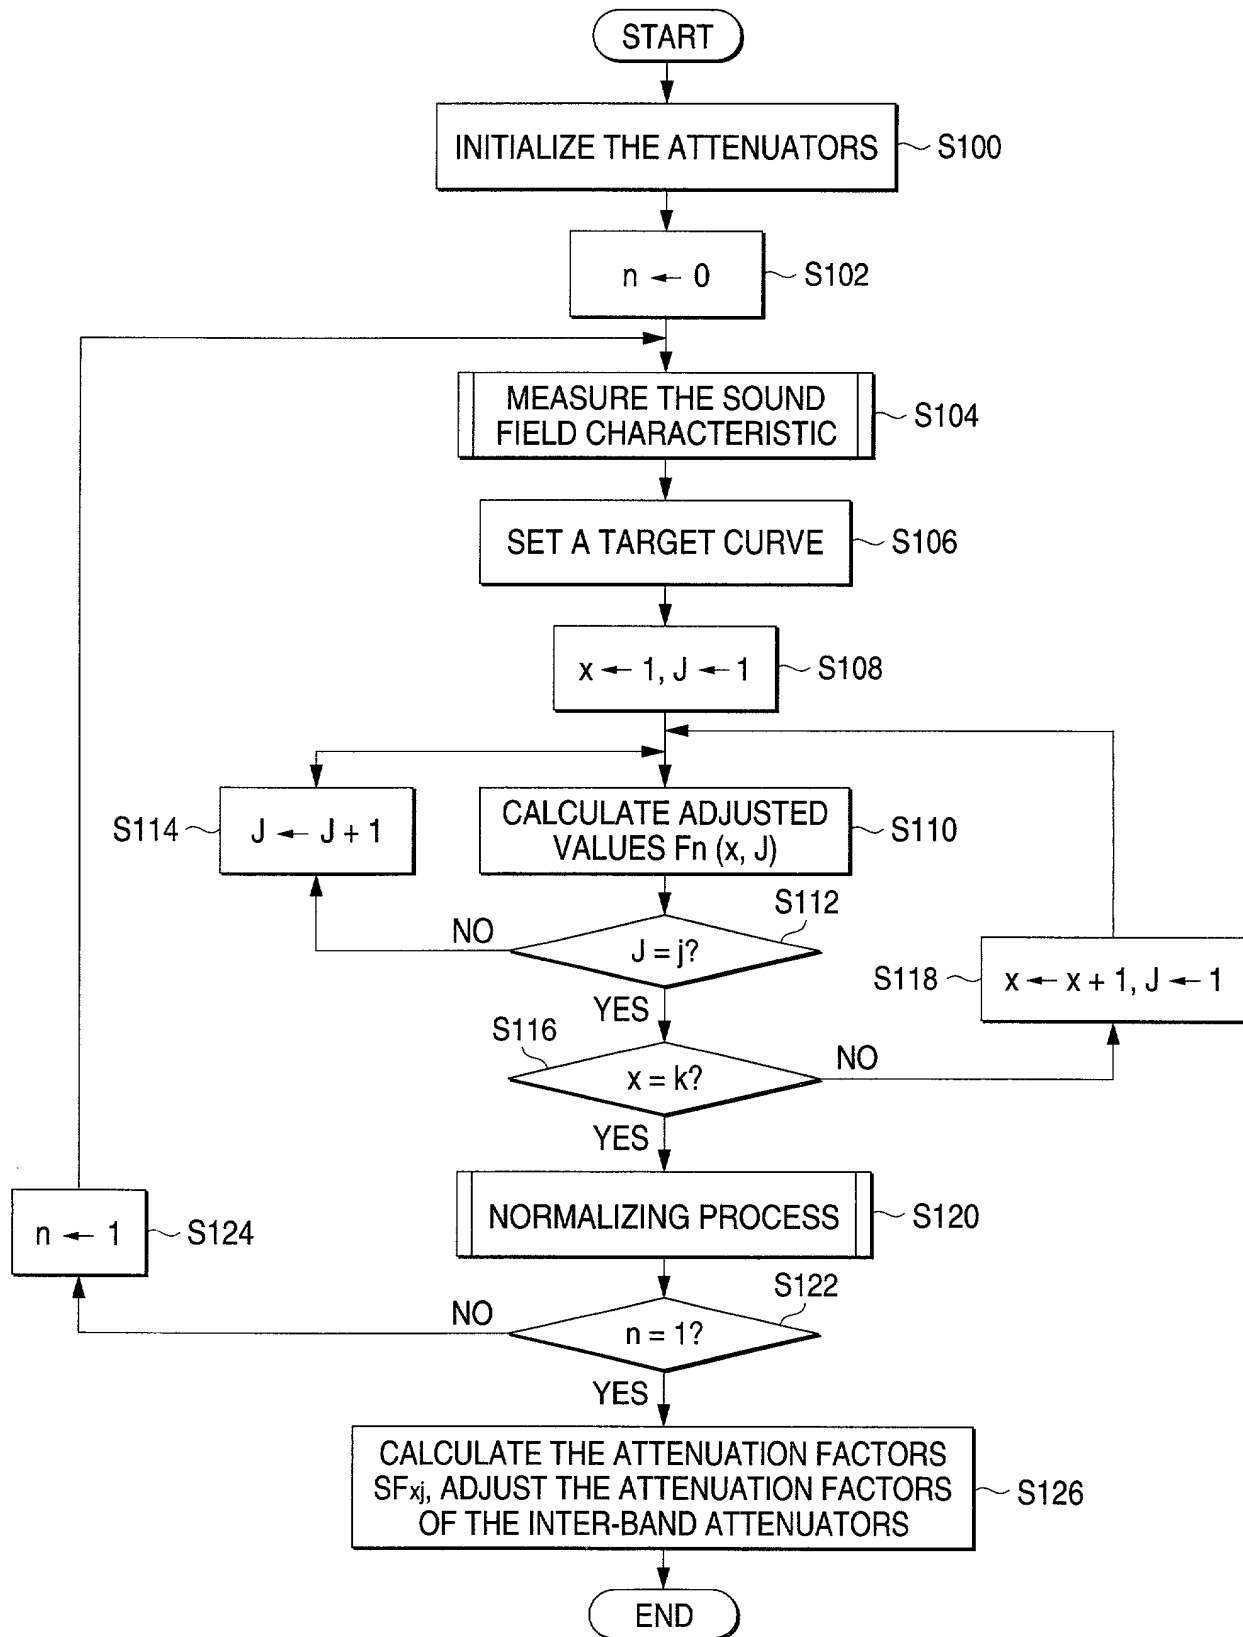 START
INITIALIZE THE ATTENUATORS
S100
n ← 0
S102
MEASURE THE SOUND
FIELD CHARACTERISTIC
S104
SET A TARGET CURVE
S106
x ← 1, J ← 1
S108
S114
J ← J + 1
CALCULATE ADJUSTED
VALUES Fn (x, J)
S110
S112
NO
J = j?
YES
S118
x ← x + 1, J ← 1
S116
x = k?
NO
YES
NORMALIZING PROCESS
S120
n ← 1
S124
S122
NO
n = 1?
YES
CALCULATE THE ATTENUATION FACTORS
SFxj, ADJUST THE ATTENUATION FACTORS
OF THE INTER-BAND ATTENUATORS
S126
END